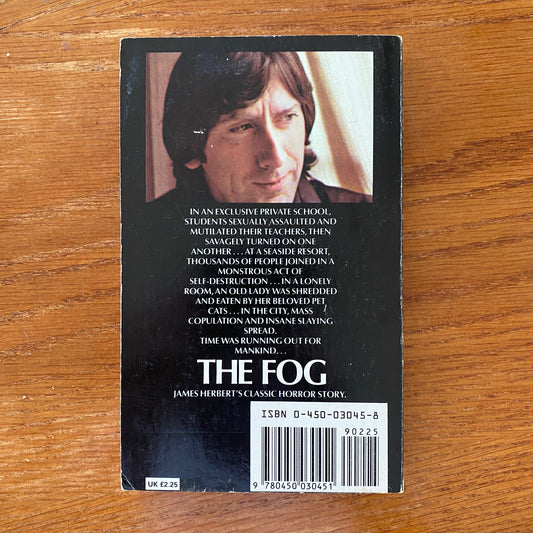 IN AN EXCLUSIVE PRIVATE SCHOOL,
STUDENTS SEXUALLY ASSAULTED AND
MUTILATED THEIR TEACHERS, THEN
SAVAGELY TURNED ON ONE
ANOTHER... AT A SEASIDE RESORT,
THOUSANDS OF PEOPLE JOINED IN A
MONSTROUS ACT OF
SELF-DESTRUCTION... IN A LONELY
ROOM, AN OLD LADY WAS SHREDDED
AND EATEN BY HER BELOVED PET
CATS... IN THE CITY, MASS
COPULATION AND INSANE SLAYING
SPREAD.
TIME WAS RUNNING OUT FOR
MANKIND...
THE FOG
JAMES HERBERT'S CLASSIC HORROR STORY.
ISBN 0-450-03045-8
90225
9 780450 030451
UK £2.25